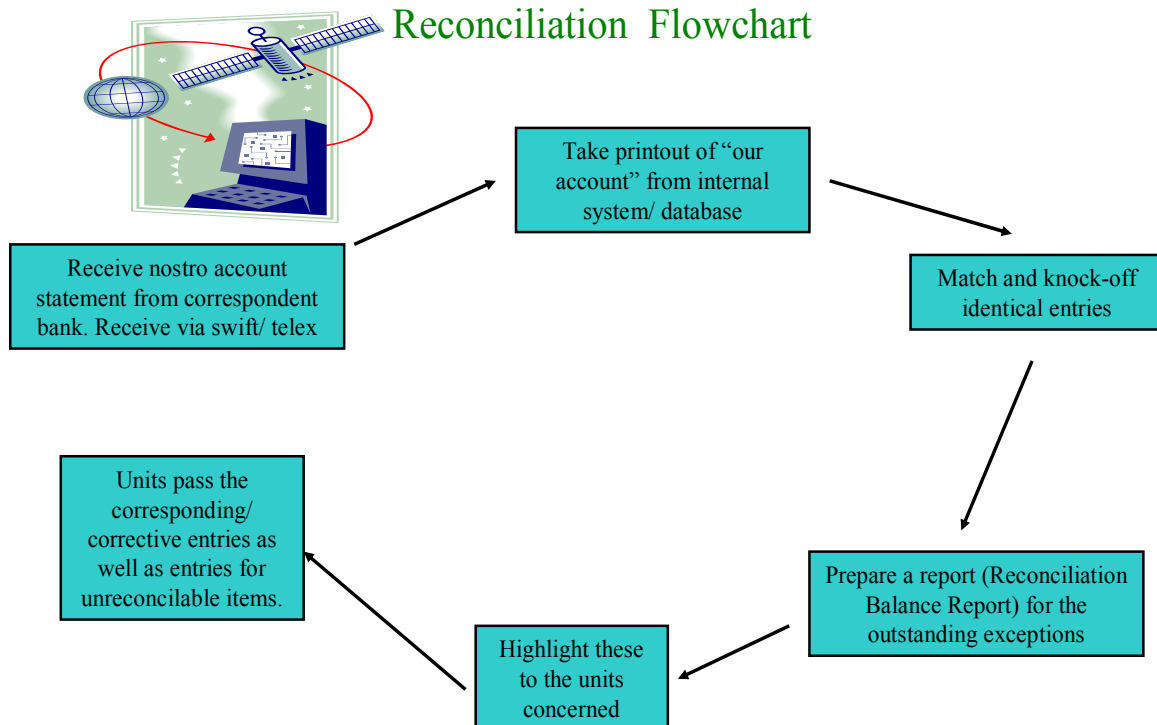 Reconciliation Flowchart
Receive nostro account
statement from correspondent
bank. Receive via swift/ telex
Take printout of “our
account” from internal
system/ database
Match and knock-off
identical entries
Prepare a report (Reconciliation
Balance Report) for the
outstanding exceptions
Highlight these
to the units
concerned
Units pass the
corresponding/
corrective entries as
well as entries for
unreconcilable items.